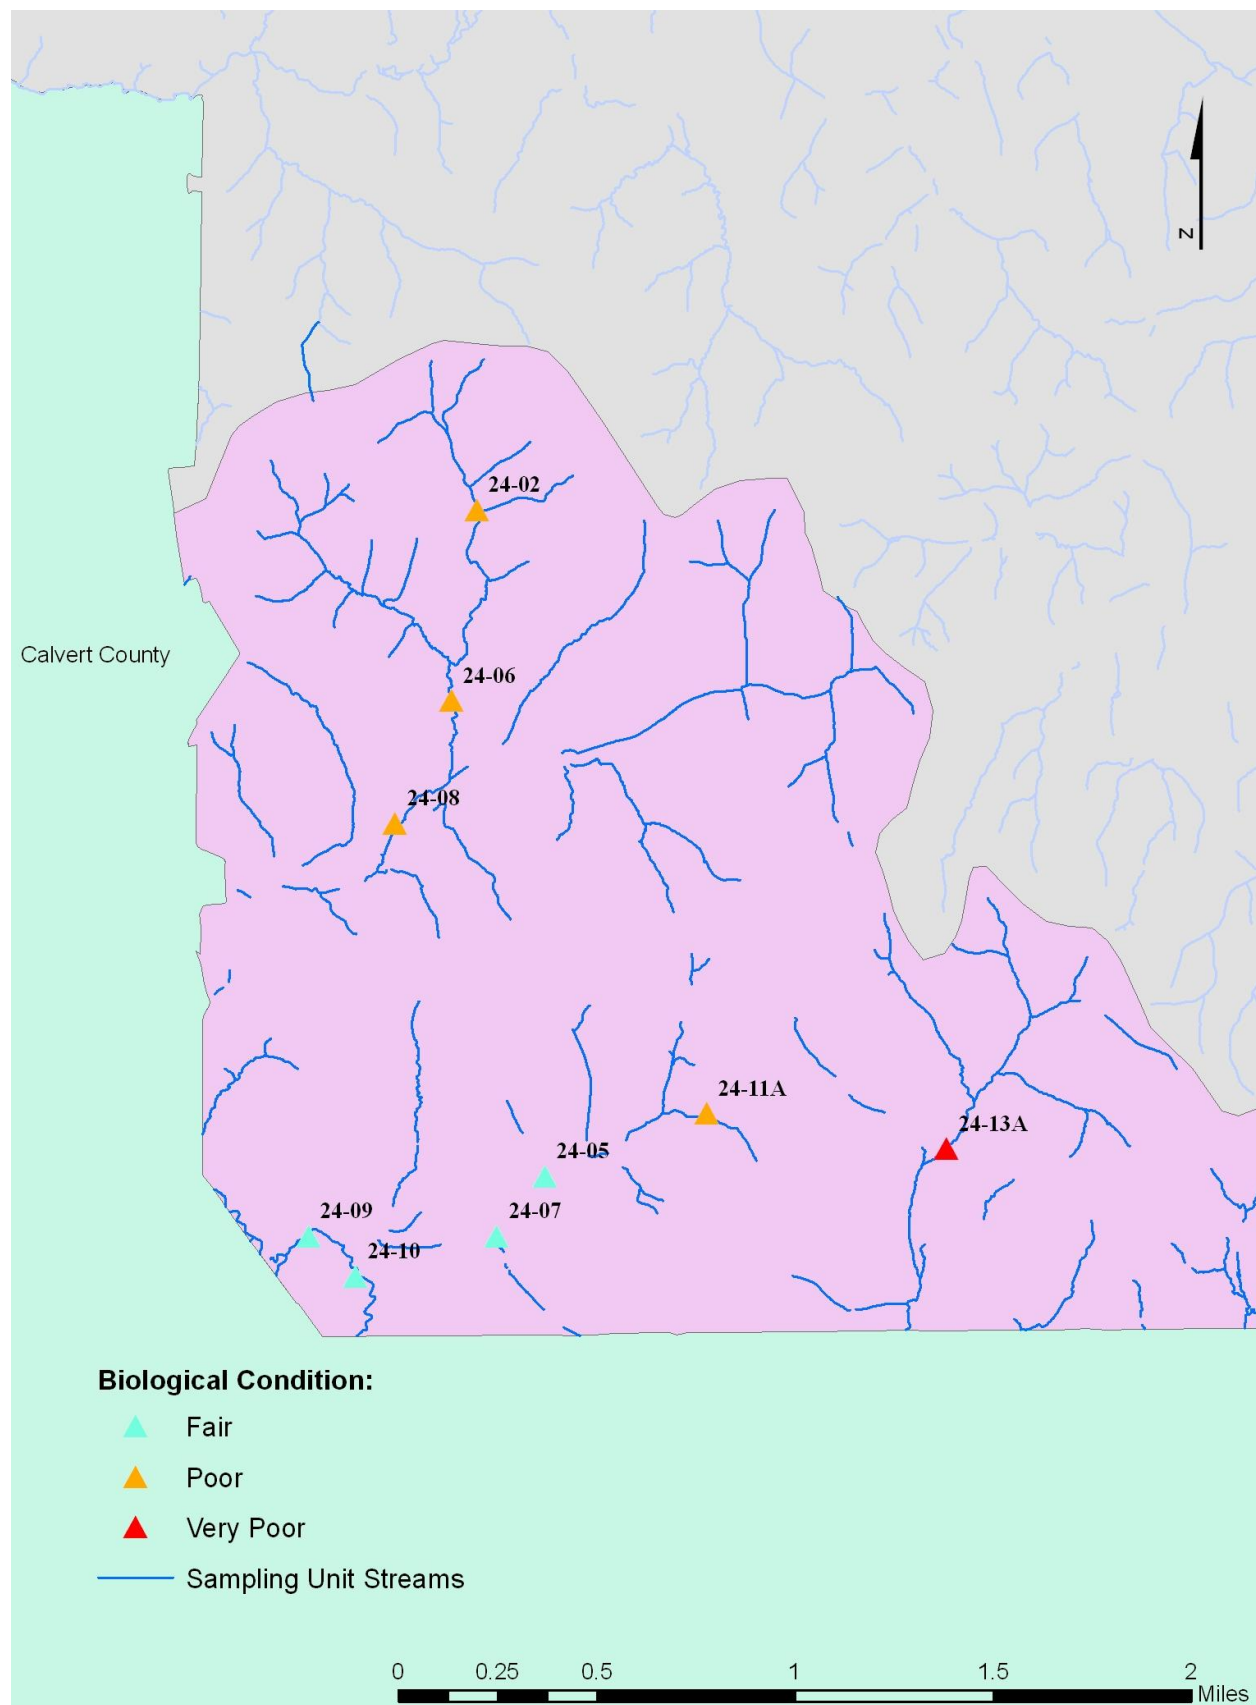 N
24-02
Calvert County
24-06
24-08
24-11A
24-13A
24-05
24-09
24-07
24-10
Biological Condition:
Fair
Poor
Very Poor
Sampling Unit Streams
0 0.25 0.5 1 1.5 2
Miles